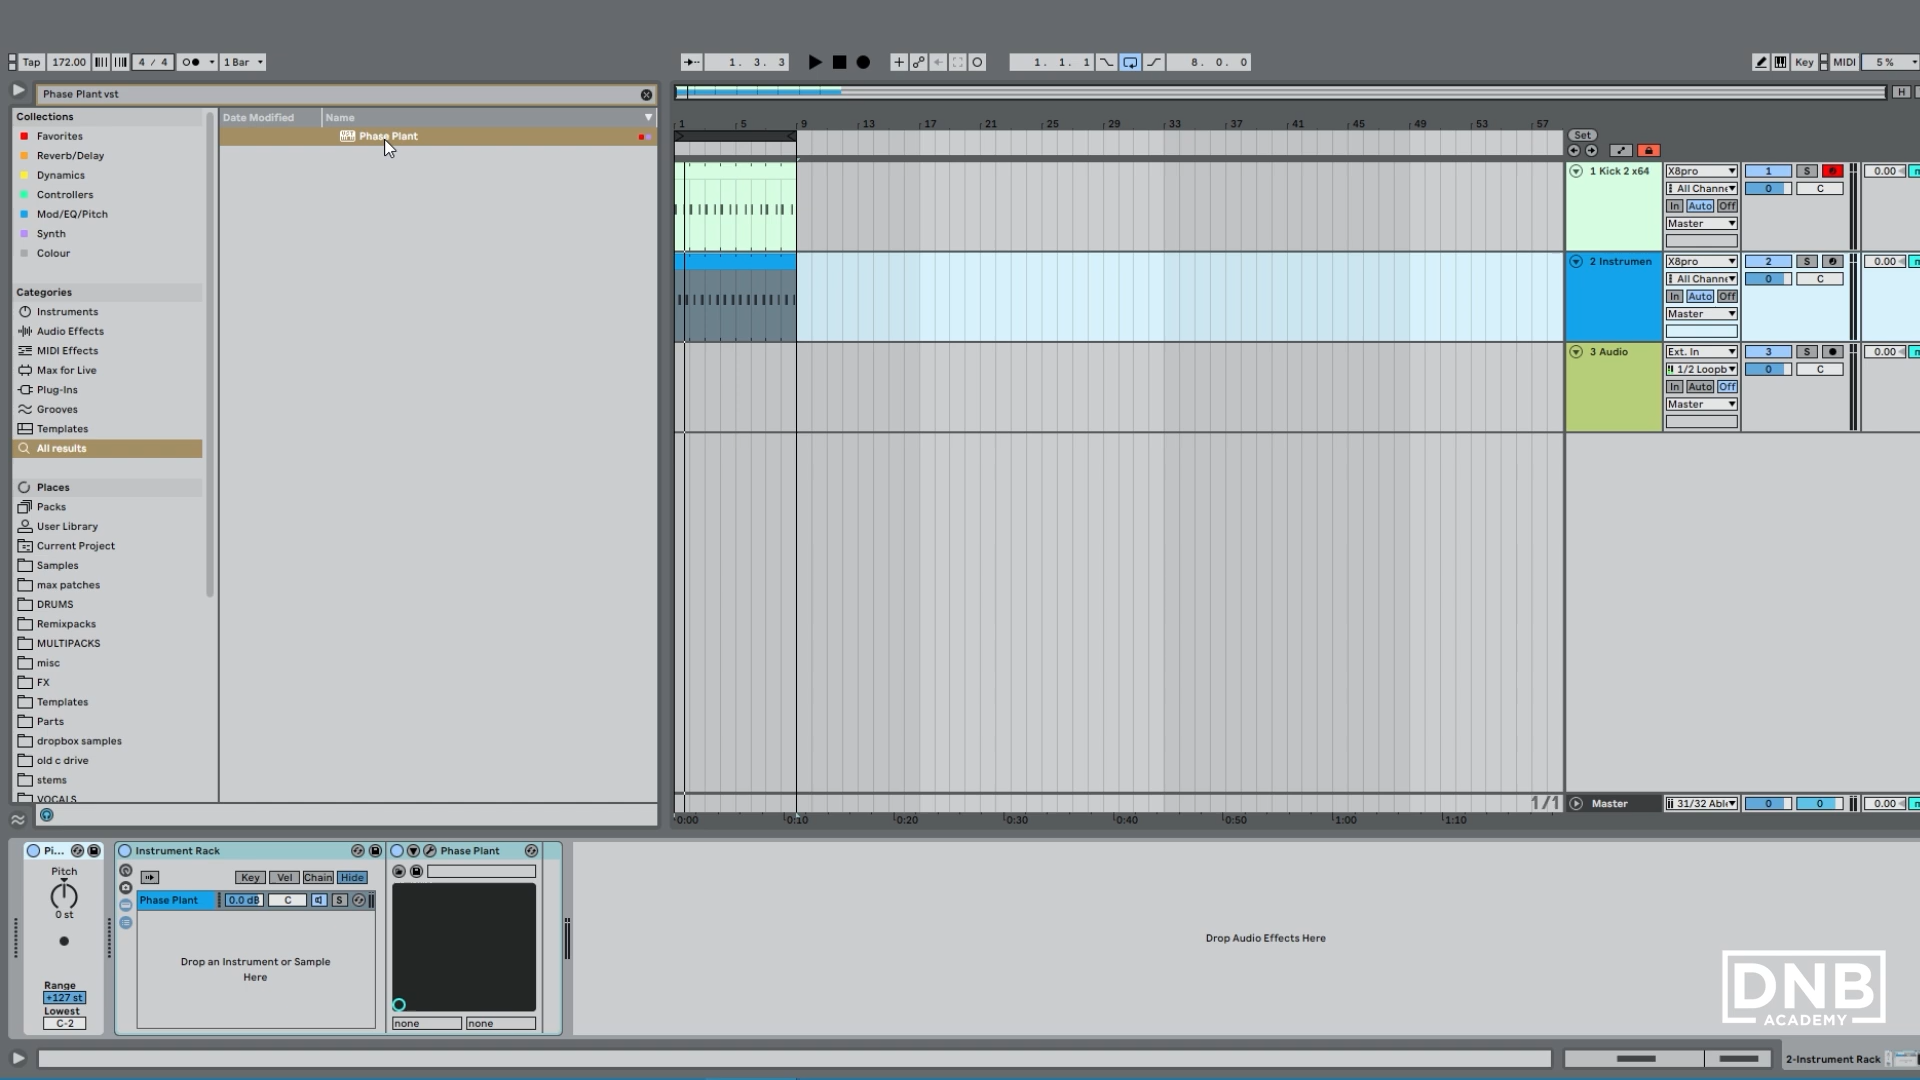 Tap 172.00 4 / 4 1 Bar 1. 3. 3 1. 1. 1 8. 0. 0 Key MIDI 5 %
Phase Plant vst H
Collections Date Modified Name
Favorites Phase Plant
Reverb/Delay
Dynamics
Controllers
Mod/EQ/Pitch
Synth
Colour
Categories
Instruments
Audio Effects
MIDI Effects
Max for Live
Plug-Ins
Grooves
Templates
All results
Places
Packs
User Library
Current Project
Samples
max patches
DRUMS
Remixpacks
MULTIPACKS
misc
FX
Templates
Parts
dropbox samples
old c drive
stems
VOCALS
1 5 9 13 17 21 25 29 33 37 41 45 49 53 57
Set
1 Kick 2 x64 X8pro 1 S 0.00
All Channe 0 C
In Auto Off
Master
2 Instrumen X8pro 2 S 0.00
All Channe 0 C
In Auto Off
Master
3 Audio Ext. In 3 S 0.00
1/2 Loopb 0 C
In Auto Off
Master
1/1 Master 31/32 Able 0 0 0.00
0:00 0:10 0:20 0:30 0:40 0:50 1:00 1:10
Pi... Instrument Rack Phase Plant
Pitch
0 st
Range
+127 st
Lowest
C-2
Key Vel Chain Hide
Phase Plant 0.0 dB C S
Drop an Instrument or Sample
Here
none none
Drop Audio Effects Here
DNB
ACADEMY
2-Instrument Rack